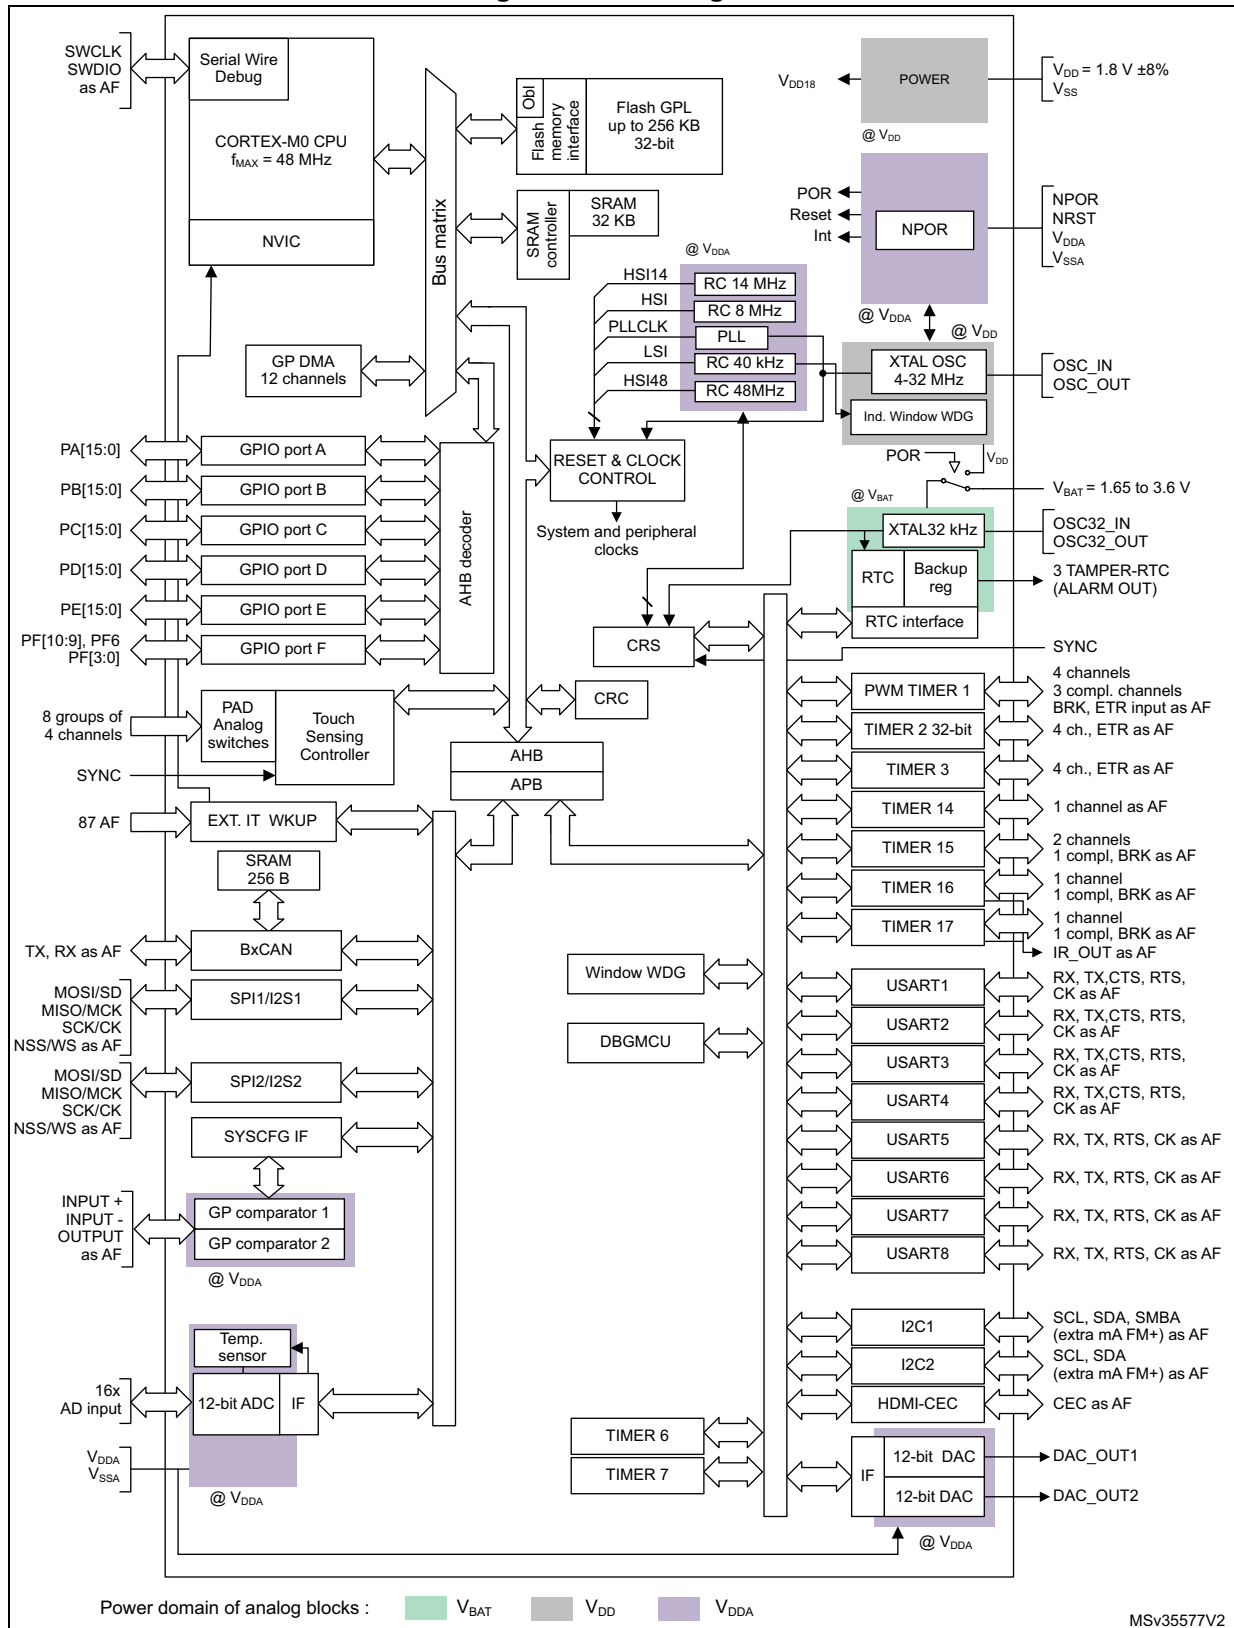 SWCLK
SWDIO
as AF
Serial Wire
Debug
CORTEX-M0 CPU
fMAX = 48 MHz
NVIC
Bus matrix
Obl
Flash
memory
interface
Flash GPL
up to 256 KB
32-bit
SRAM
controller
SRAM
32 KB
VDD18
POWER
VDD = 1.8 V ±8%
VSS
@ VDD
POR
Reset
Int
NPOR
NPOR
NRST
VDDA
VSSA
@ VDDA
@ VDDA
@ VDD
HSI14
RC 14 MHz
HSI
RC 8 MHz
PLLCLK
PLL
LSI
RC 40 kHz
HSI48
RC 48MHz
XTAL OSC
4-32 MHz
OSC_IN
OSC_OUT
Ind. Window WDG
GP DMA
12 channels
PA[15:0]
GPIO port A
PB[15:0]
GPIO port B
PC[15:0]
GPIO port C
PD[15:0]
GPIO port D
PE[15:0]
GPIO port E
PF[10:9], PF6
PF[3:0]
GPIO port F
AHB decoder
RESET & CLOCK
CONTROL
System and peripheral
clocks
POR
VDD
VBAT = 1.65 to 3.6 V
@ VBAT
XTAL32 kHz
OSC32_IN
OSC32_OUT
RTC
Backup
reg
3 TAMPER-RTC
(ALARM OUT)
RTC interface
CRS
SYNC
8 groups of
4 channels
PAD
Analog
switches
Touch
Sensing
Controller
SYNC
CRC
AHB
APB
87 AF
EXT. IT WKUP
SRAM
256 B
TX, RX as AF
BxCAN
MOSI/SD
MISO/MCK
SCK/CK
NSS/WS as AF
SPI1/I2S1
MOSI/SD
MISO/MCK
SCK/CK
NSS/WS as AF
SPI2/I2S2
SYSCFG IF
INPUT +
INPUT -
OUTPUT
as AF
GP comparator 1
GP comparator 2
@ VDDA
Temp.
sensor
16x
AD input
12-bit ADC
IF
VDDA
VSSA
@ VDDA
Window WDG
DBGMCU
TIMER 6
TIMER 7
PWM TIMER 1
4 channels
3 compl. channels
BRK, ETR input as AF
TIMER 2 32-bit
4 ch., ETR as AF
TIMER 3
4 ch., ETR as AF
TIMER 14
1 channel as AF
TIMER 15
2 channels
1 compl, BRK as AF
TIMER 16
1 channel
1 compl, BRK as AF
TIMER 17
1 channel
1 compl, BRK as AF
IR_OUT as AF
USART1
RX, TX,CTS, RTS,
CK as AF
USART2
RX, TX,CTS, RTS,
CK as AF
USART3
RX, TX,CTS, RTS,
CK as AF
USART4
RX, TX,CTS, RTS,
CK as AF
USART5
RX, TX, RTS, CK as AF
USART6
RX, TX, RTS, CK as AF
USART7
RX, TX, RTS, CK as AF
USART8
RX, TX, RTS, CK as AF
I2C1
SCL, SDA, SMBA
(extra mA FM+) as AF
I2C2
SCL, SDA
(extra mA FM+) as AF
HDMI-CEC
CEC as AF
IF
12-bit DAC
DAC_OUT1
12-bit DAC
DAC_OUT2
@ VDDA
Power domain of analog blocks :
VBAT
VDD
VDDA
MSv35577V2